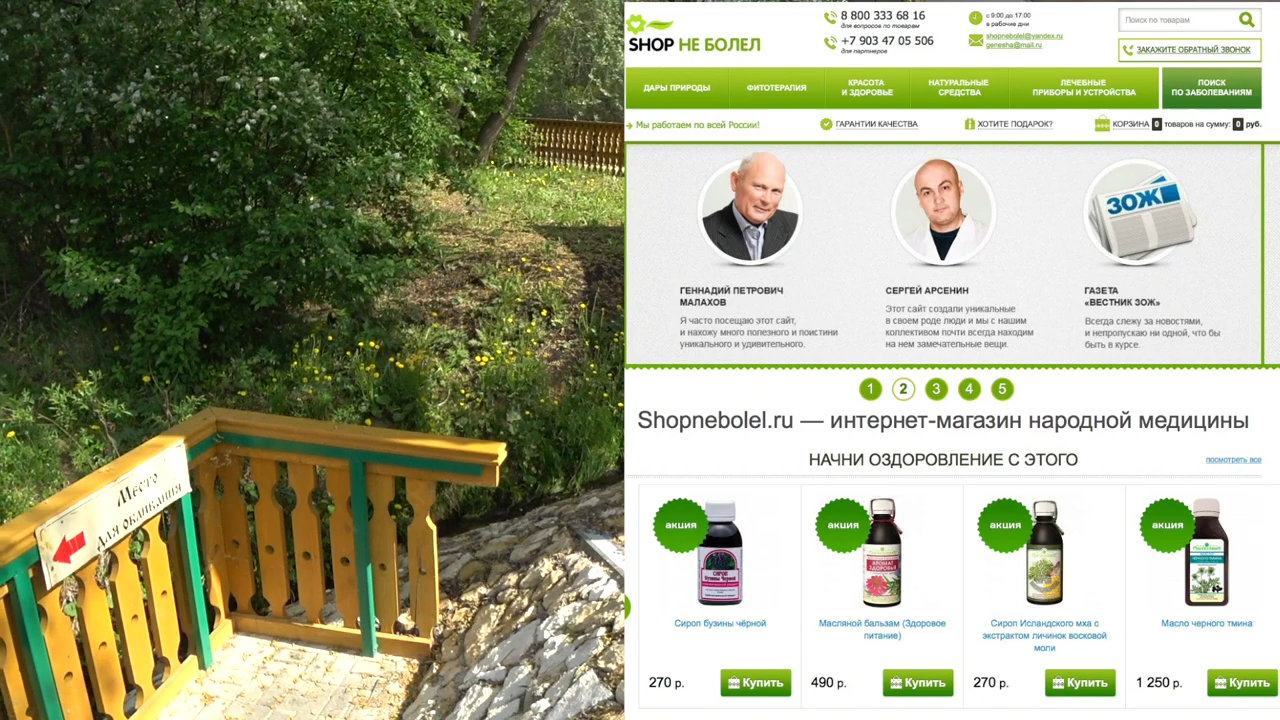 Место
для обливания
SHOP НЕ БОЛЕЛ
8 800 333 68 16
для вопросов по товарам
+7 903 47 05 506
для партнеров
с 9:00 до 17:00
в рабочие дни
shopnebolel@yandex.ru
genesha@mail.ru
Поиск по товарам
ЗАКАЖИТЕ ОБРАТНЫЙ ЗВОНОК
ДАРЫ ПРИРОДЫ
ФИТОТЕРАПИЯ
КРАСОТА
И ЗДОРОВЬЕ
НАТУРАЛЬНЫЕ
СРЕДСТВА
ЛЕЧЕБНЫЕ
ПРИБОРЫ И УСТРОЙСТВА
ПОИСК
ПО ЗАБОЛЕВАНИЯМ
Мы работаем по всей России!
ГАРАНТИИ КАЧЕСТВА
ХОТИТЕ ПОДАРОК?
КОРЗИНА 0 товаров на сумму: 0 руб.
ЗОЖ
ГЕННАДИЙ ПЕТРОВИЧ
МАЛАХОВ
Я часто посещаю этот сайт,
и нахожу много полезного и поистини
уникального и удивительного.
СЕРГЕЙ АРСЕНИН
Этот сайт создали уникальные
в своем роде люди и мы с нашим
коллективом почти всегда находим
на нем замечательные вещи.
ГАЗЕТА
«ВЕСТНИК ЗОЖ»
Всегда слежу за новостями,
и непропускаю ни одной, что бы
быть в курсе.
1 2 3 4 5
Shopnebolel.ru — интернет-магазин народной медицины
НАЧНИ ОЗДОРОВЛЕНИЕ С ЭТОГО
посмотреть все
акция
СИРОП
Бузины Черной
Сироп бузины чёрной
270 р.
Купить
акция
АРОМАТ
ЗДОРОВЬЯ
Масляной бальзам (Здоровое
питание)
490 р.
Купить
акция
Сироп Исландского мха с
экстрактом личинок восковой
моли
270 р.
Купить
акция
Масло черного тмина
1 250 р.
Купить